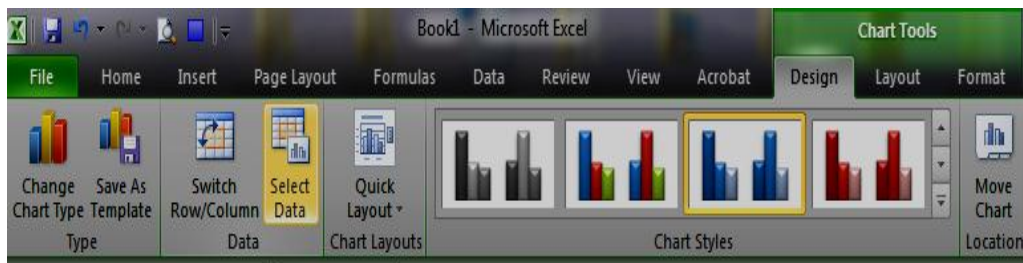 Book1 - Microsoft Excel
Chart Tools
File Home Insert Page Layout Formulas Data Review View Acrobat Design Layout Format
Change Chart Type
Save As Template
Switch Row/Column
Select Data
Quick Layout
Move Chart
Type
Data
Chart Layouts
Chart Styles
Location